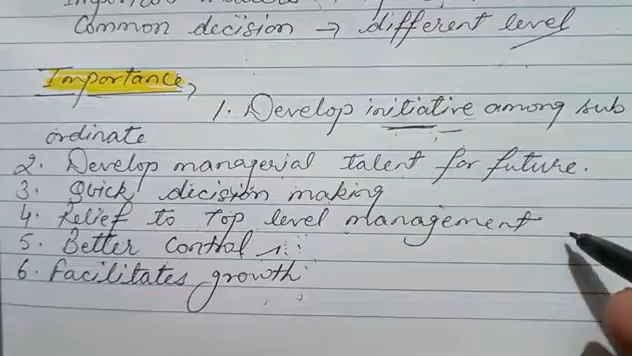 Common decision → different level
Importance,
1. Develop initiative among sub
ordinate
2. Develop managerial talent for future.
3. Quick decision making
4. Relief to Top level management
5. Better Control
6. Facilitates growth